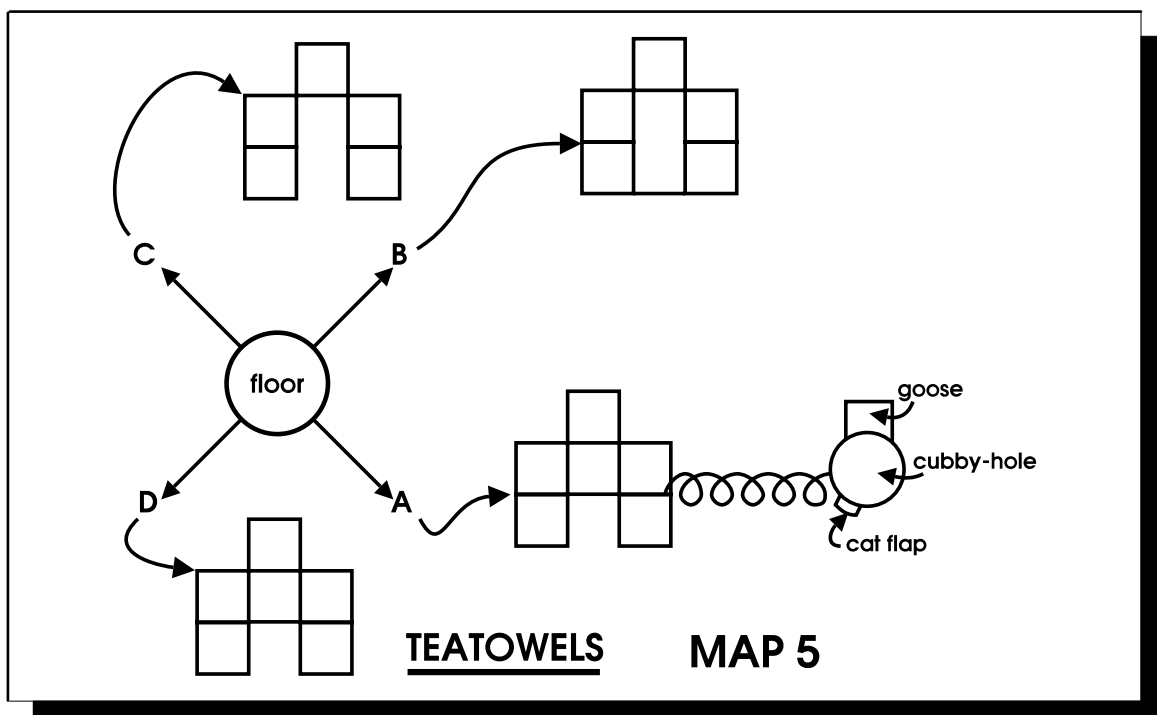 C
B
floor
goose
cubby-hole
D
A
cat flap
TEATOWELS
MAP 5